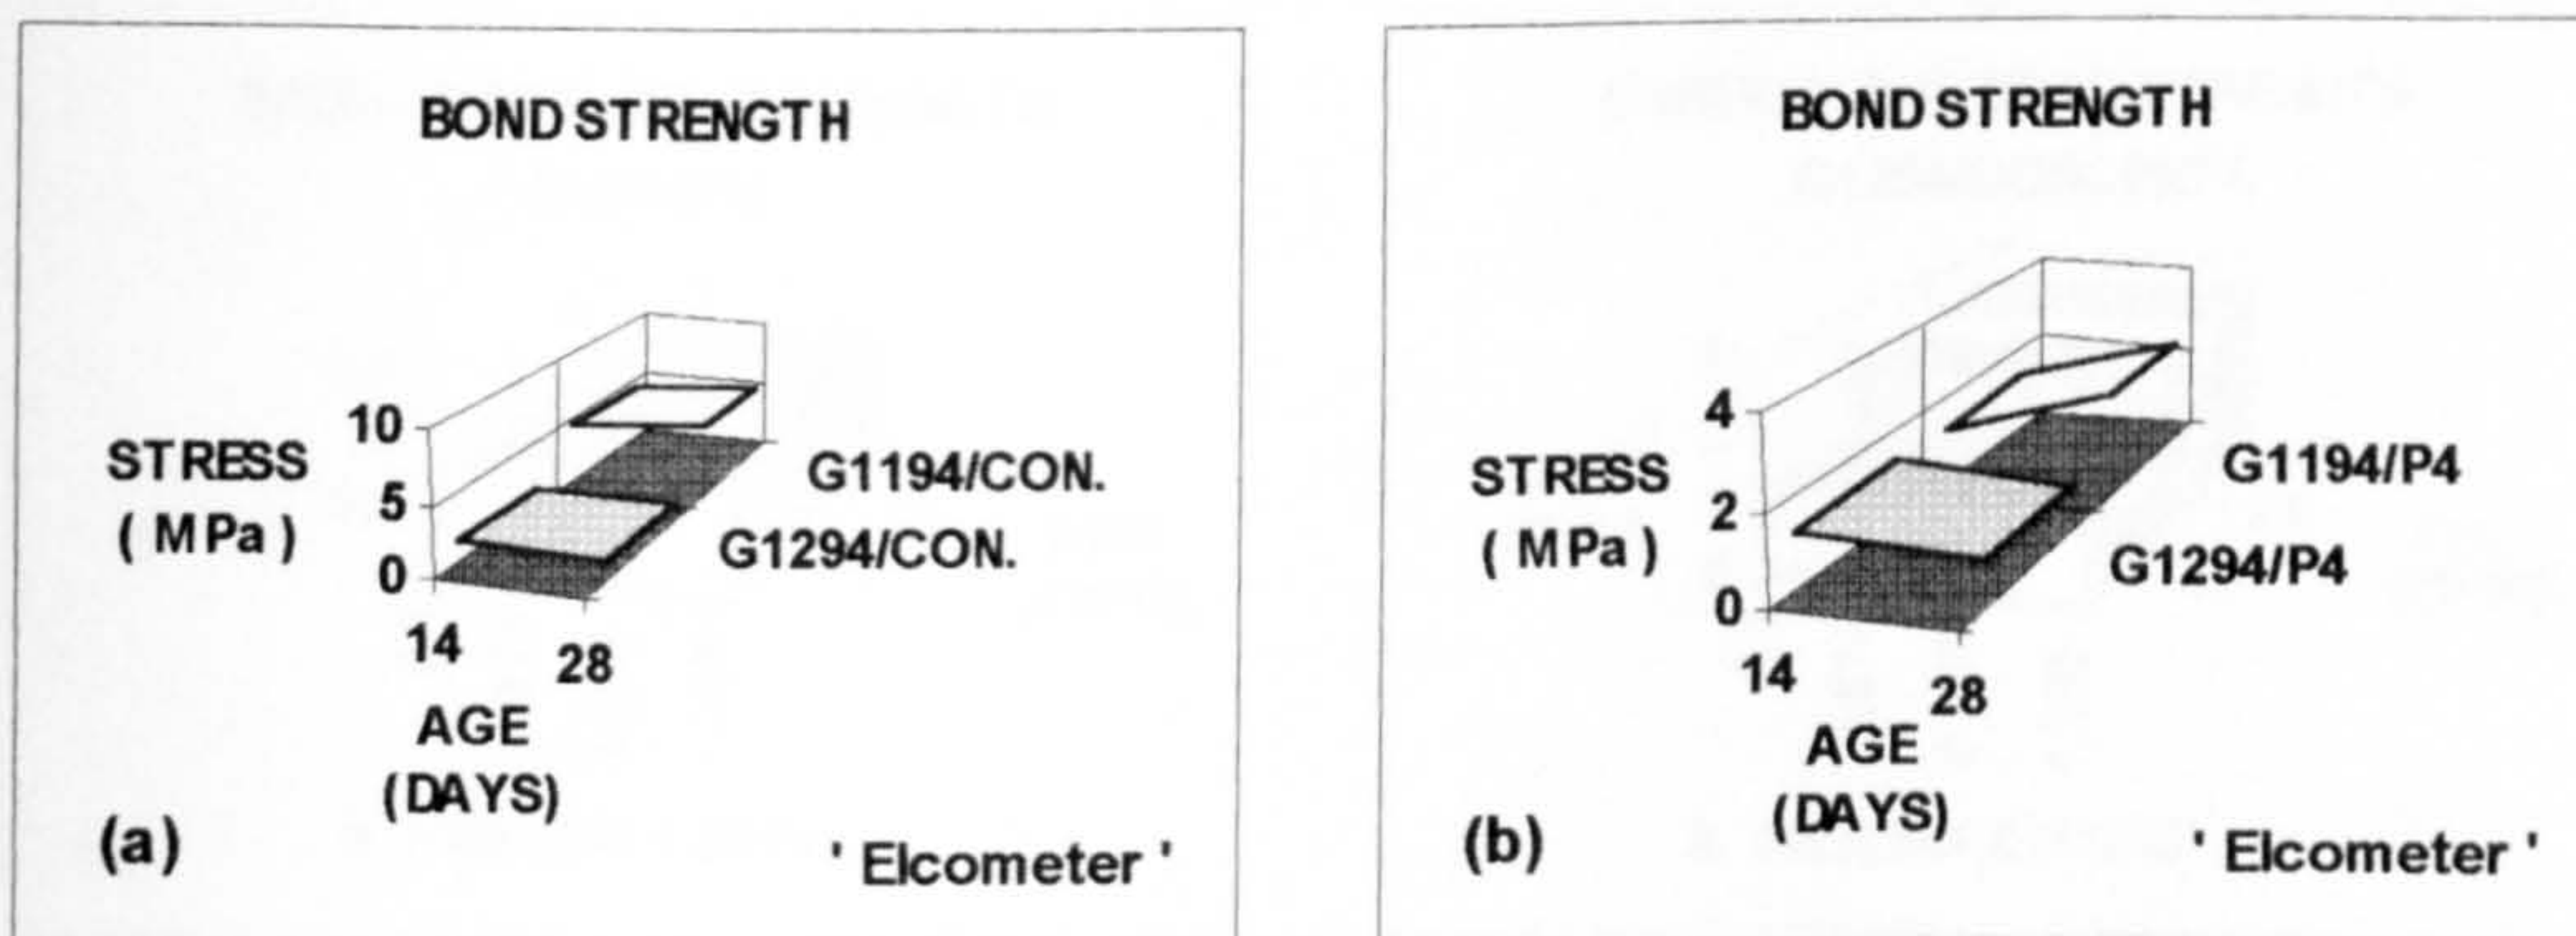 BOND STRENGTH
10
STRESS
5
( MPa )
0
G1194/CON.
G1294/CON.
14
28
AGE
(DAYS)
(a)
' Elcometer '
BOND STRENGTH
4
STRESS
2
( MPa )
0
G1194/P4
G1294/P4
14
28
AGE
(DAYS)
(b)
' Elcometer '